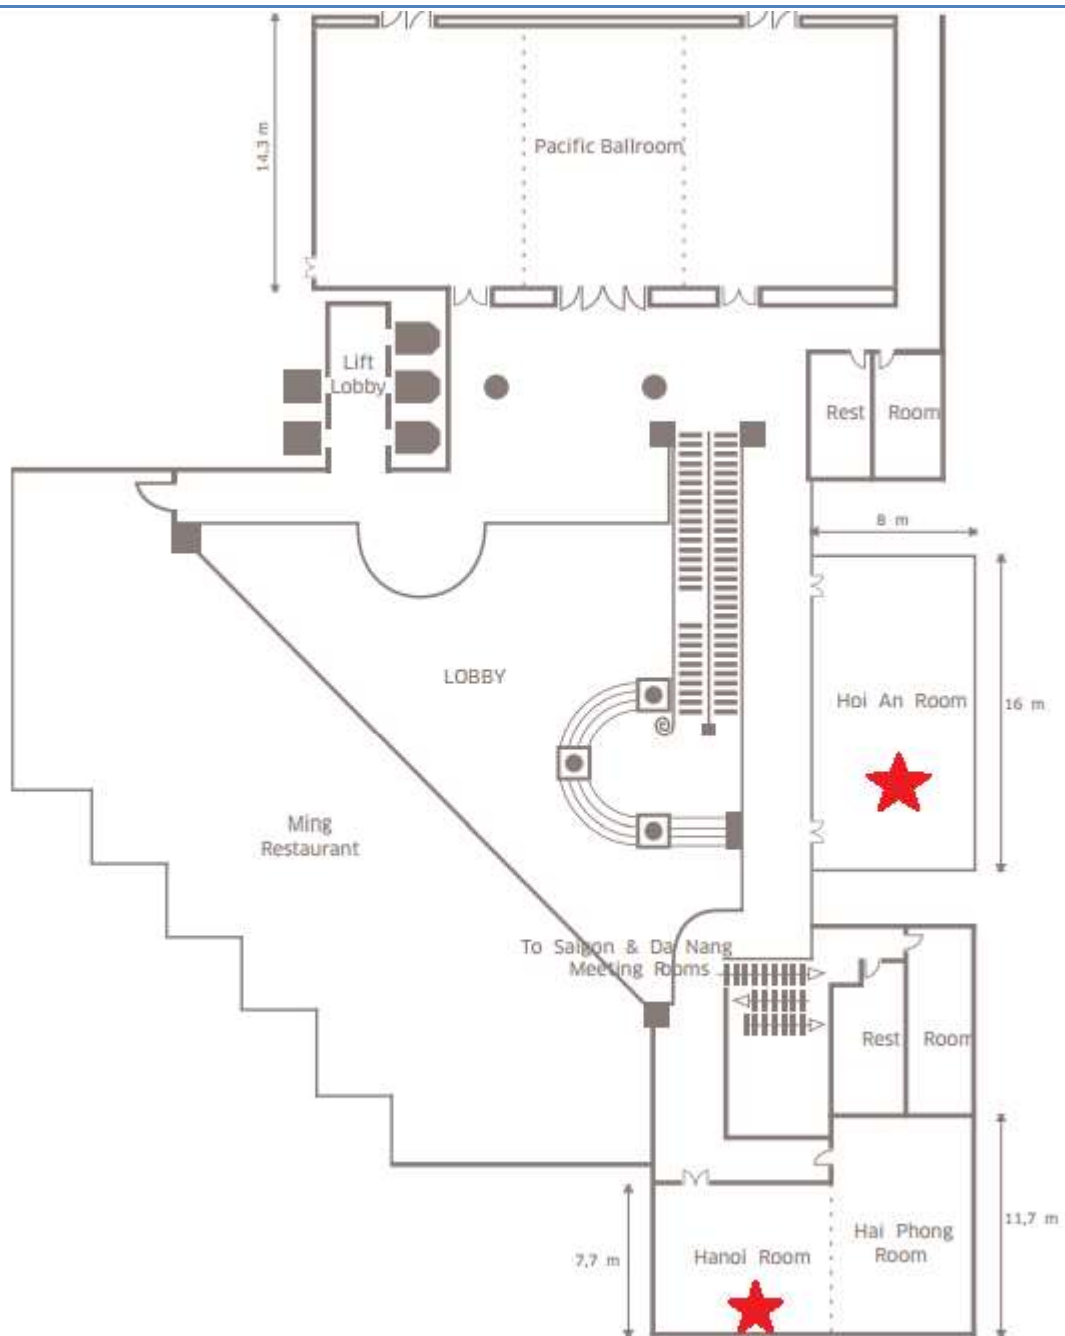 14,3 m
Pacific Ballroom
Lift
Lobby
Rest Room
8 m
LOBBY
Hoi An Room
16 m
Ming
Restaurant
To Saigon & Da Nang
Meeting Rooms
Rest Room
11,7 m
Hai Phong
Room
7,7 m
Hanoi Room